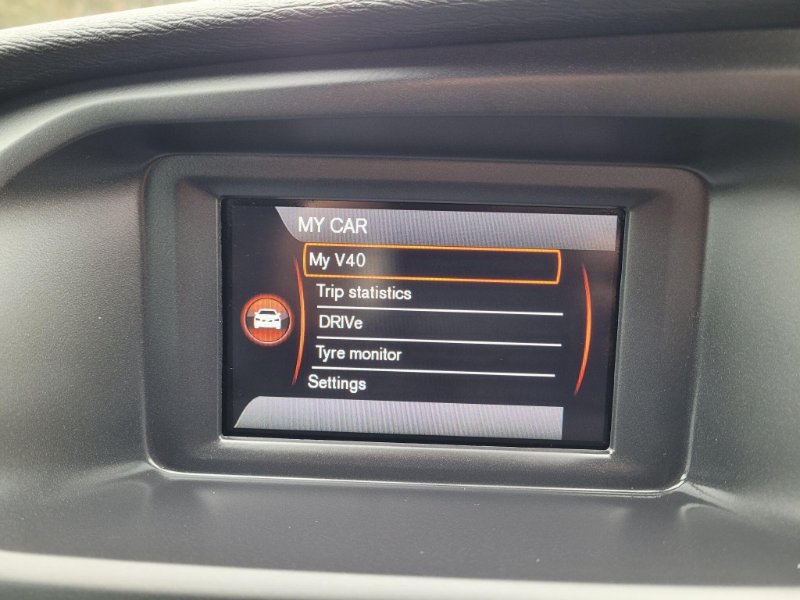 MY CAR
My V40
Trip statistics
DRIVe
Tyre monitor
Settings